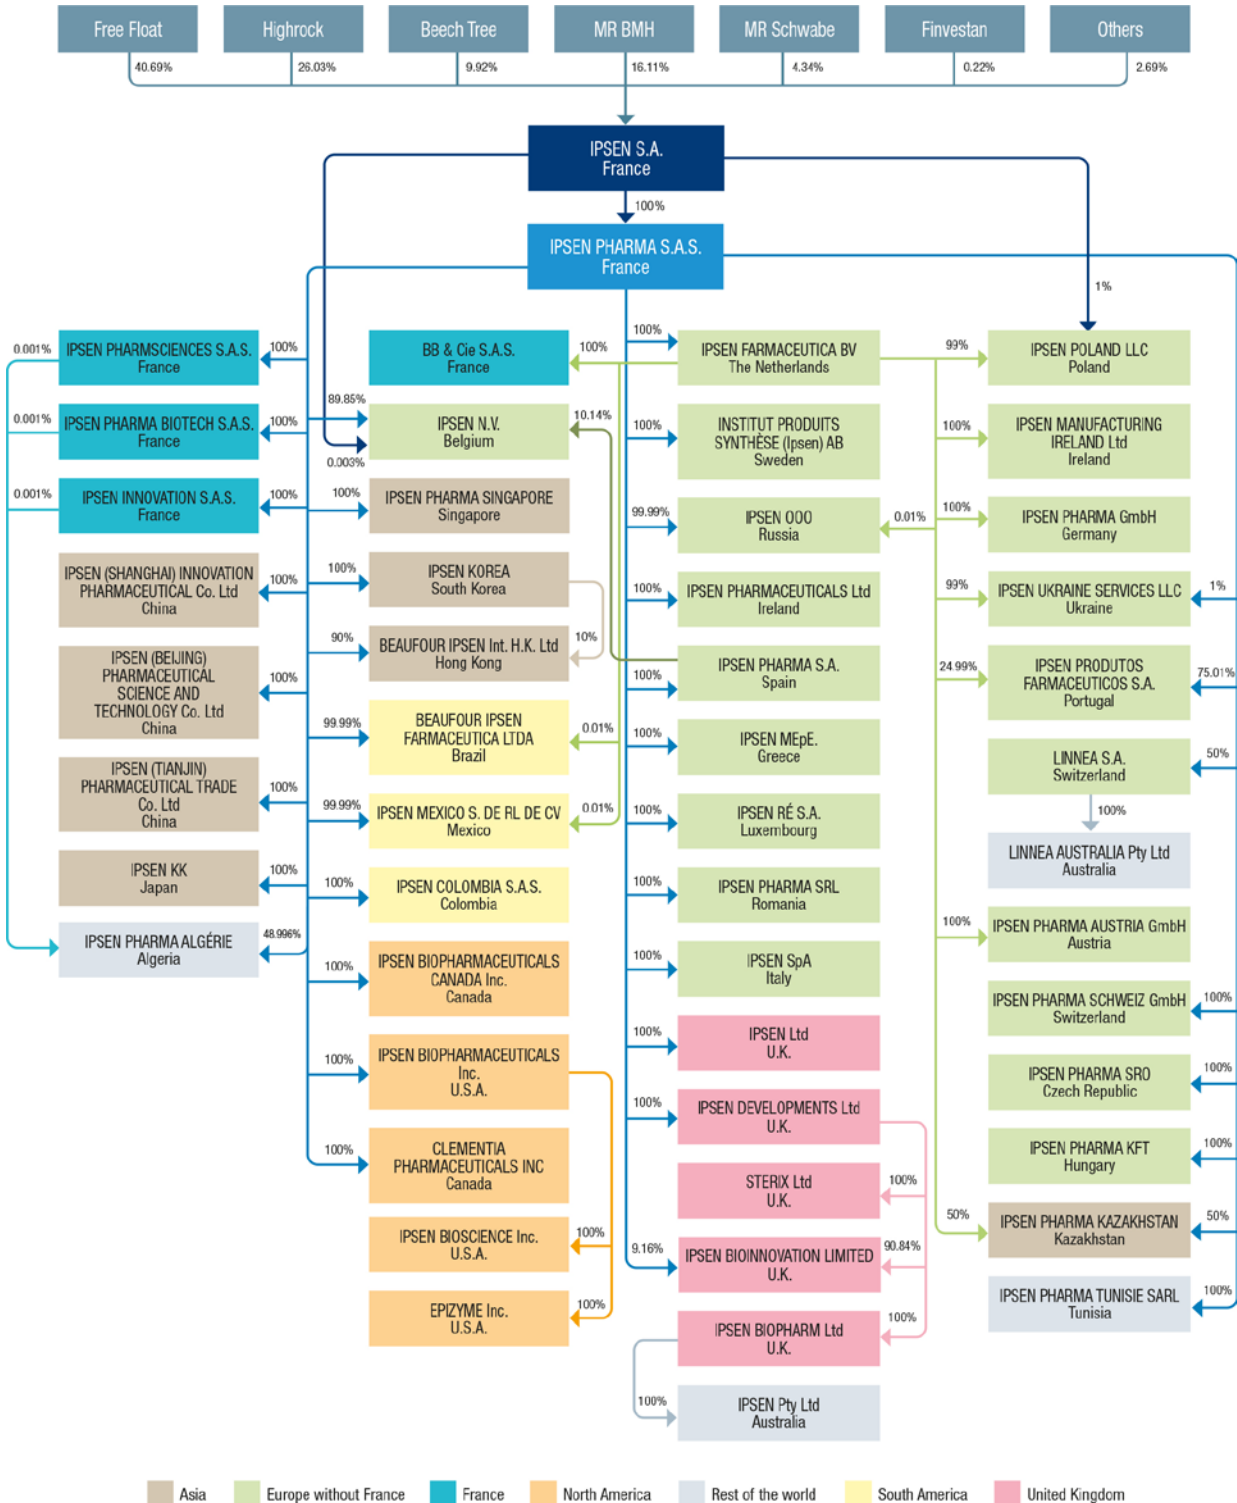 Free Float
Highrock
Beech Tree
MR BMH
MR Schwabe
Finvestan
Others
40.69%
26.03%
9.92%
16.11%
4.34%
0.22%
2.69%
IPSEN S.A.
France
100%
IPSEN PHARMA S.A.S.
France
1%
0.001%
IPSEN PHARMSCIENCES S.A.S.
France
100%
BB & Cie S.A.S.
France
100%
100%
IPSEN FARMACEUTICA BV
The Netherlands
99%
IPSEN POLAND LLC
Poland
0.001%
IPSEN PHARMA BIOTECH S.A.S.
France
100%
89.85%
0.003%
IPSEN N.V.
Belgium
10.14%
100%
INSTITUT PRODUITS
SYNTHÈSE (Ipsen) AB
Sweden
100%
IPSEN MANUFACTURING
IRELAND Ltd
Ireland
0.001%
IPSEN INNOVATION S.A.S.
France
100%
100%
IPSEN PHARMA SINGAPORE
Singapore
99.99%
IPSEN OOO
Russia
0.01%
100%
IPSEN PHARMA GmbH
Germany
IPSEN (SHANGHAI) INNOVATION
PHARMACEUTICAL Co. Ltd
China
100%
100%
IPSEN KOREA
South Korea
100%
IPSEN PHARMACEUTICALS Ltd
Ireland
99%
IPSEN UKRAINE SERVICES LLC
Ukraine
1%
IPSEN (BEIJING)
PHARMACEUTICAL
SCIENCE AND
TECHNOLOGY Co. Ltd
China
100%
90%
BEAUFOUR IPSEN Int. H.K. Ltd
Hong Kong
10%
100%
IPSEN PHARMA S.A.
Spain
24.99%
IPSEN PRODUTOS
FARMACEUTICOS S.A.
Portugal
75.01%
99.99%
BEAUFOUR IPSEN
FARMACEUTICA LTDA
Brazil
0.01%
100%
IPSEN MEpE.
Greece
LINNEA S.A.
Switzerland
50%
100%
IPSEN (TIANJIN)
PHARMACEUTICAL TRADE
Co. Ltd
China
100%
99.99%
IPSEN MEXICO S. DE RL DE CV
Mexico
0.01%
100%
IPSEN RÉ S.A.
Luxembourg
LINNEA AUSTRALIA Pty Ltd
Australia
IPSEN KK
Japan
100%
100%
IPSEN COLOMBIA S.A.S.
Colombia
100%
IPSEN PHARMA SRL
Romania
100%
IPSEN PHARMA AUSTRIA GmbH
Austria
IPSEN PHARMA ALGÉRIE
Algeria
48.996%
100%
IPSEN BIOPHARMACEUTICALS
CANADA Inc.
Canada
100%
IPSEN SpA
Italy
IPSEN PHARMA SCHWEIZ GmbH
Switzerland
100%
100%
IPSEN BIOPHARMACEUTICALS
Inc.
U.S.A.
100%
IPSEN Ltd
U.K.
IPSEN PHARMA SRO
Czech Republic
100%
100%
IPSEN DEVELOPMENTS Ltd
U.K.
100%
CLEMENTIA
PHARMACEUTICALS INC
Canada
IPSEN PHARMA KFT
Hungary
100%
STERIX Ltd
U.K.
100%
IPSEN BIOSCIENCE Inc.
U.S.A.
100%
9.16%
IPSEN BIOINNOVATION LIMITED
U.K.
90.84%
50%
IPSEN PHARMA KAZAKHSTAN
Kazakhstan
50%
EPIZYME Inc.
U.S.A.
100%
IPSEN BIOPHARM Ltd
U.K.
100%
IPSEN PHARMA TUNISIE SARL
Tunisia
100%
100%
IPSEN Pty Ltd
Australia
Asia
Europe without France
France
North America
Rest of the world
South America
United Kingdom